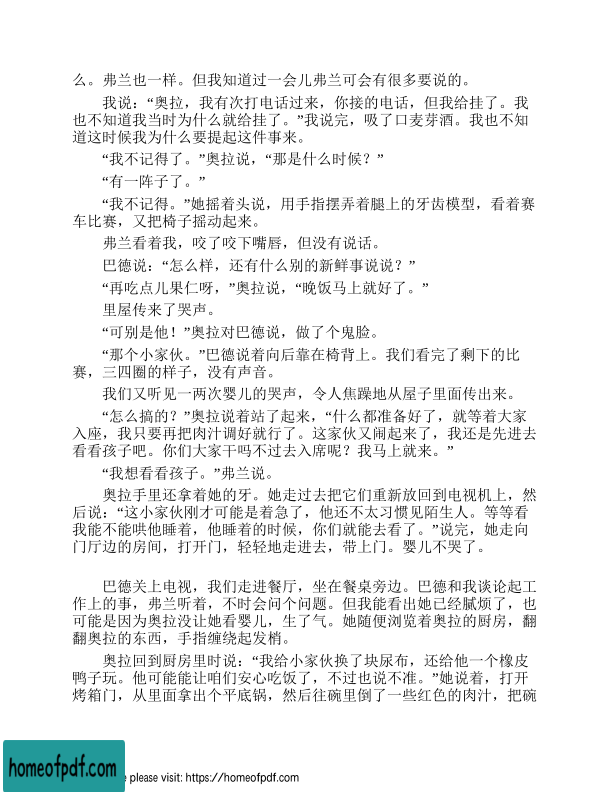 么。弗兰也一样。但我知道过一会儿弗兰可会有很多要说的。
我说：“奥拉，我有次打电话过来，你接的电话，但我给挂了。我
也不知道我当时为什么就给挂了。”我说完，吸了口麦芽酒。我也不知
道这时候我为什么要提起这件事来。
“我不记得了。”奥拉说，“那是什么时候？”
“有一阵子了。”
“我不记得。”她摇着头说，用手指摆弄着腿上的牙齿模型，看着赛
车比赛，又把椅子摇动起来。
弗兰看着我，咬了咬下嘴唇，但没有说话。
巴德说：“怎么样，还有什么别的新鲜事说说？”
“再吃点儿果仁呀，”奥拉说，“晚饭马上就好了。”
里屋传来了哭声。
“可别是他！”奥拉对巴德说，做了个鬼脸。
“那个小家伙。”巴德说着向后靠在椅背上。我们看完了剩下的比
赛，三四圈的样子，没有声音。
我们又听见一两次婴儿的哭声，令人焦躁地从屋子里面传出来。
“怎么搞的？”奥拉说着站了起来，“什么都准备好了，就等着大家
入座，我只要再把肉汁调好就行了。这家伙又闹起来了，我还是先进去
看看孩子吧。你们大家干吗不过去入席呢？我马上就来。”
“我想看看孩子。”弗兰说。
奥拉手里还拿着她的牙。她走过去把它们重新放回到电视机上，然
后说：“这小家伙刚才可能是着急了，他还不太习惯见陌生人。等等看
我能不能哄他睡着，他睡着的时候，你们就能去看了。”说完，她走向
门厅边的房间，打开门，轻轻地走进去，带上门。婴儿不哭了。
巴德关上电视，我们走进餐厅，坐在餐桌旁边。巴德和我谈论起工
作上的事，弗兰听着，不时会问个问题。但我能看出她已经腻烦了，也
可能是因为奥拉没让她看婴儿，生了气。她随便浏览着奥拉的厨房，翻
翻奥拉的东西，手指缠绕起发梢。
奥拉回到厨房里时说：“我给小家伙换了块尿布，还给他一个橡皮
鸭子玩。他可能能让咱们安心吃饭了，不过也说不准。”她说着，打开
烤箱门，从里面拿出个平底锅，然后往碗里倒了一些红色的肉汁，把碗
homeofpdf.com
e please visit: https://homeofpdf.com